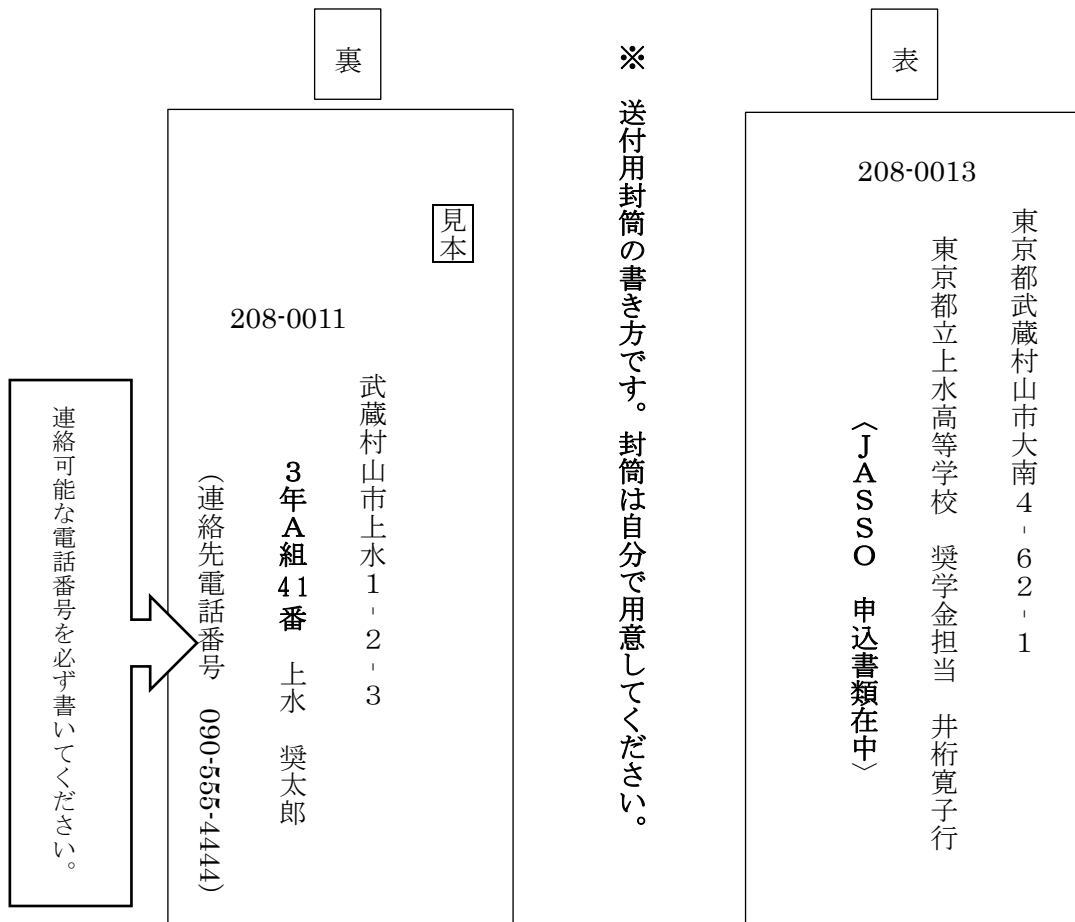 表
208-0013
東京都武蔵村山市大南4-62-1
東京都立上水高等学校　奨学金担当　井桁寛子行
〈JASSO　申込書類在中〉
※　送付用封筒の書き方です。封筒は自分で用意してください。
裏
見本
208-0011
武蔵村山市上水1-2-3
3年A組41番　上水　奨太郎
（連絡先電話番号　090-555-4444）
連絡可能な電話番号を必ず書いてください。